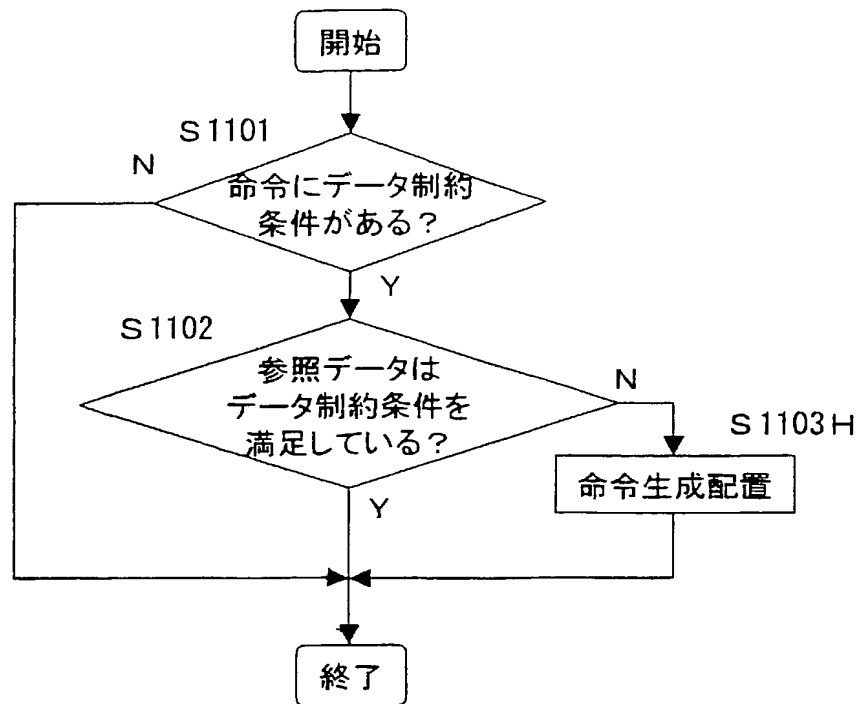 開始
S1101
N
命令にデータ制約
条件がある?
Y
S1102
参照データは
データ制約条件を
満足している?
N
S1103H
命令生成配置
Y
終了